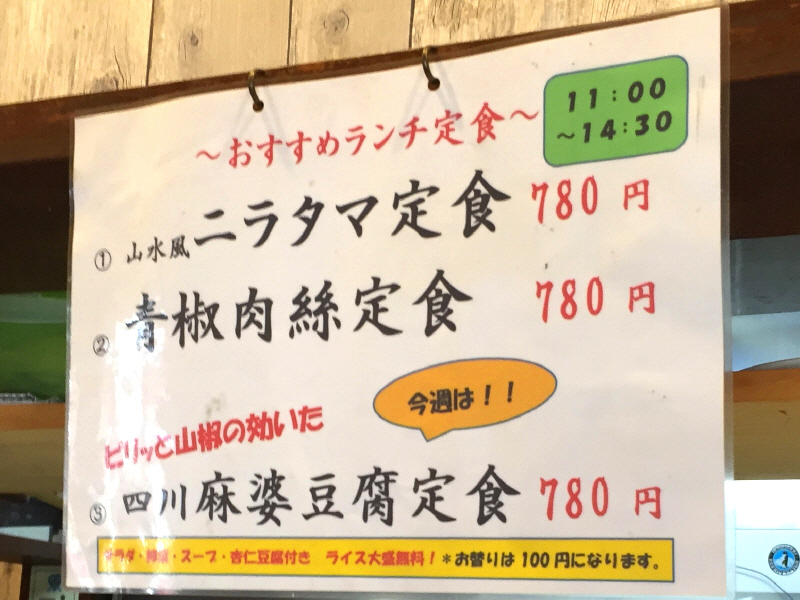 11:00
～14:30
～おすすめランチ定食～
① 山水風ニラタマ定食 780 円
② 青椒肉絲定食 780 円
今週は！！
ピリッと山椒の効いた
③ 四川麻婆豆腐定食 780 円
サラダ・ ・スープ・杏仁豆腐付き ライス大盛無料！＊お替りは 100 円になります。